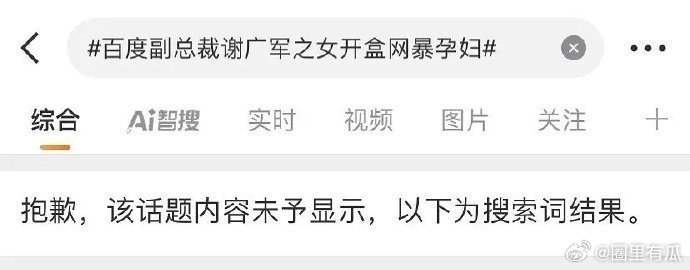 #百度副总裁谢广军之女开盒网暴孕妇#
综合 Ai智搜 实时 视频 图片 关注
抱歉，该话题内容未予显示，以下为搜索词结果。
@圈里有瓜